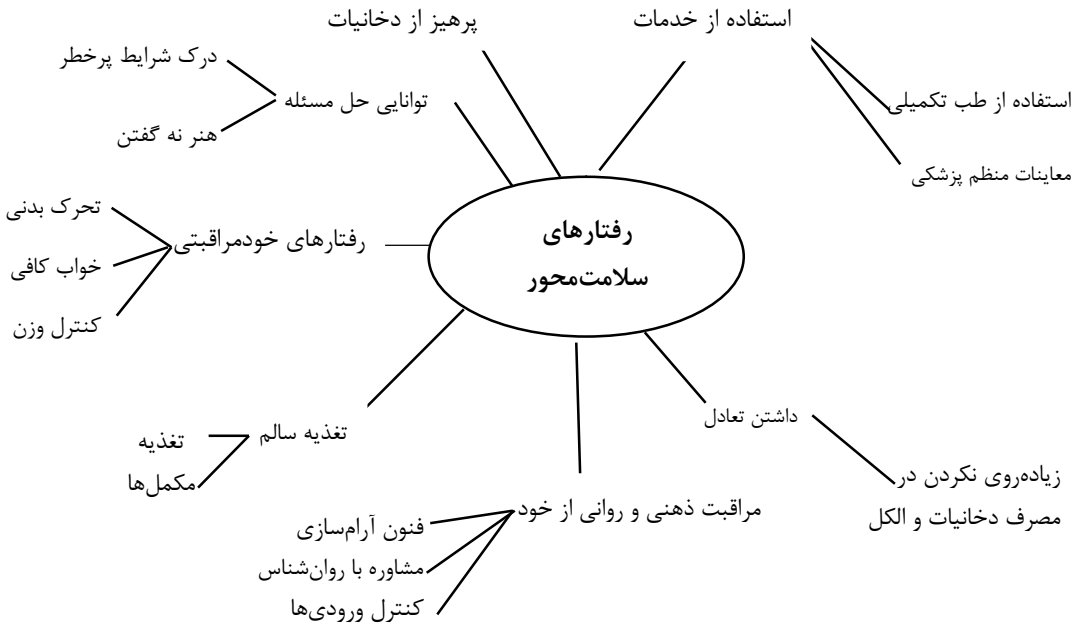 استفاده از خدمات
پرهیز از دخانیات
درک شرایط پرخطر
توانایی حل مسئله
هنر نه گفتن
استفاده از طب تکمیلی
معاینات منظم پزشکی
رفتارهای
سلامت‌محور
رفتارهای خودمراقبتی
تحرک بدنی
خواب کافی
کنترل وزن
تغذیه سالم
تغذیه
مکمل‌ها
داشتن تعادل
زیاده‌روی نکردن در
مصرف دخانیات و الکل
مراقبت ذهنی و روانی از خود
فنون آرام‌سازی
مشاوره با روان‌شناس
کنترل ورودی‌ها